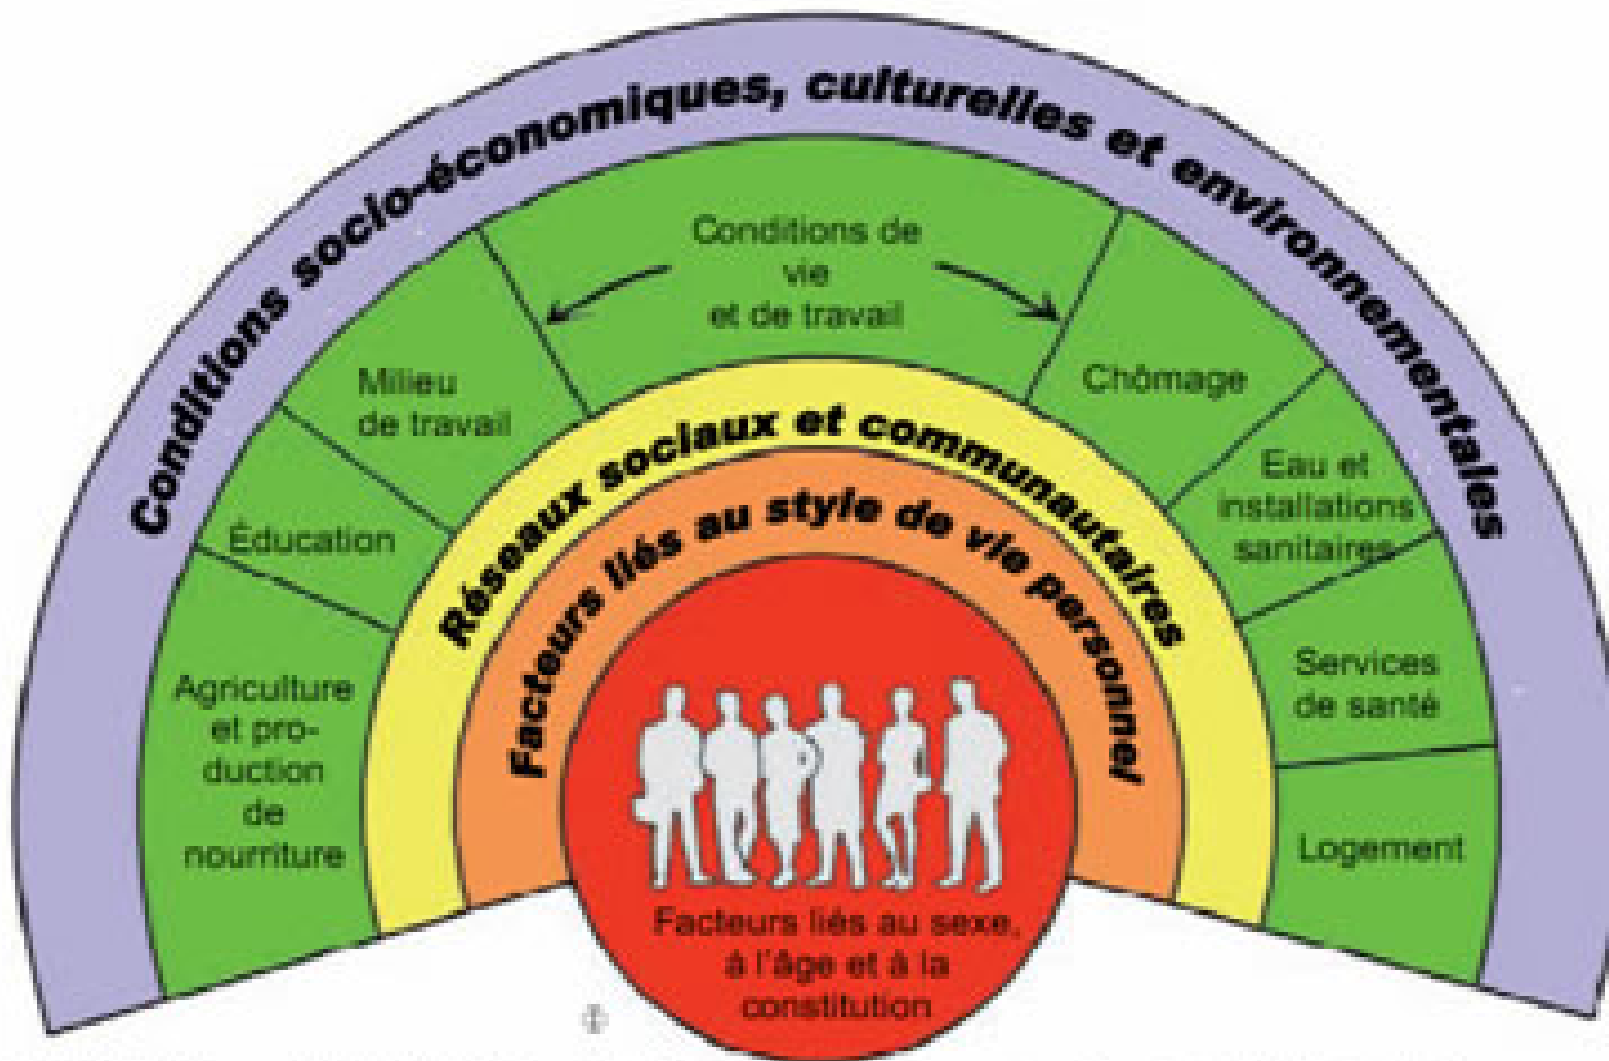 Conditions socio-économiques, culturelles et environnementales
Conditions de
vie
et de travail
Milieu
de travail
Chômage
Éducation
Eau et
installations
sanitaires
Agriculture
et pro-
duction
de
nourriture
Services
de santé
Logement
Réseaux sociaux et communautaires
Facteurs liés au style de vie personnel
Facteurs liés au sexe,
à l'âge et à la
constitution